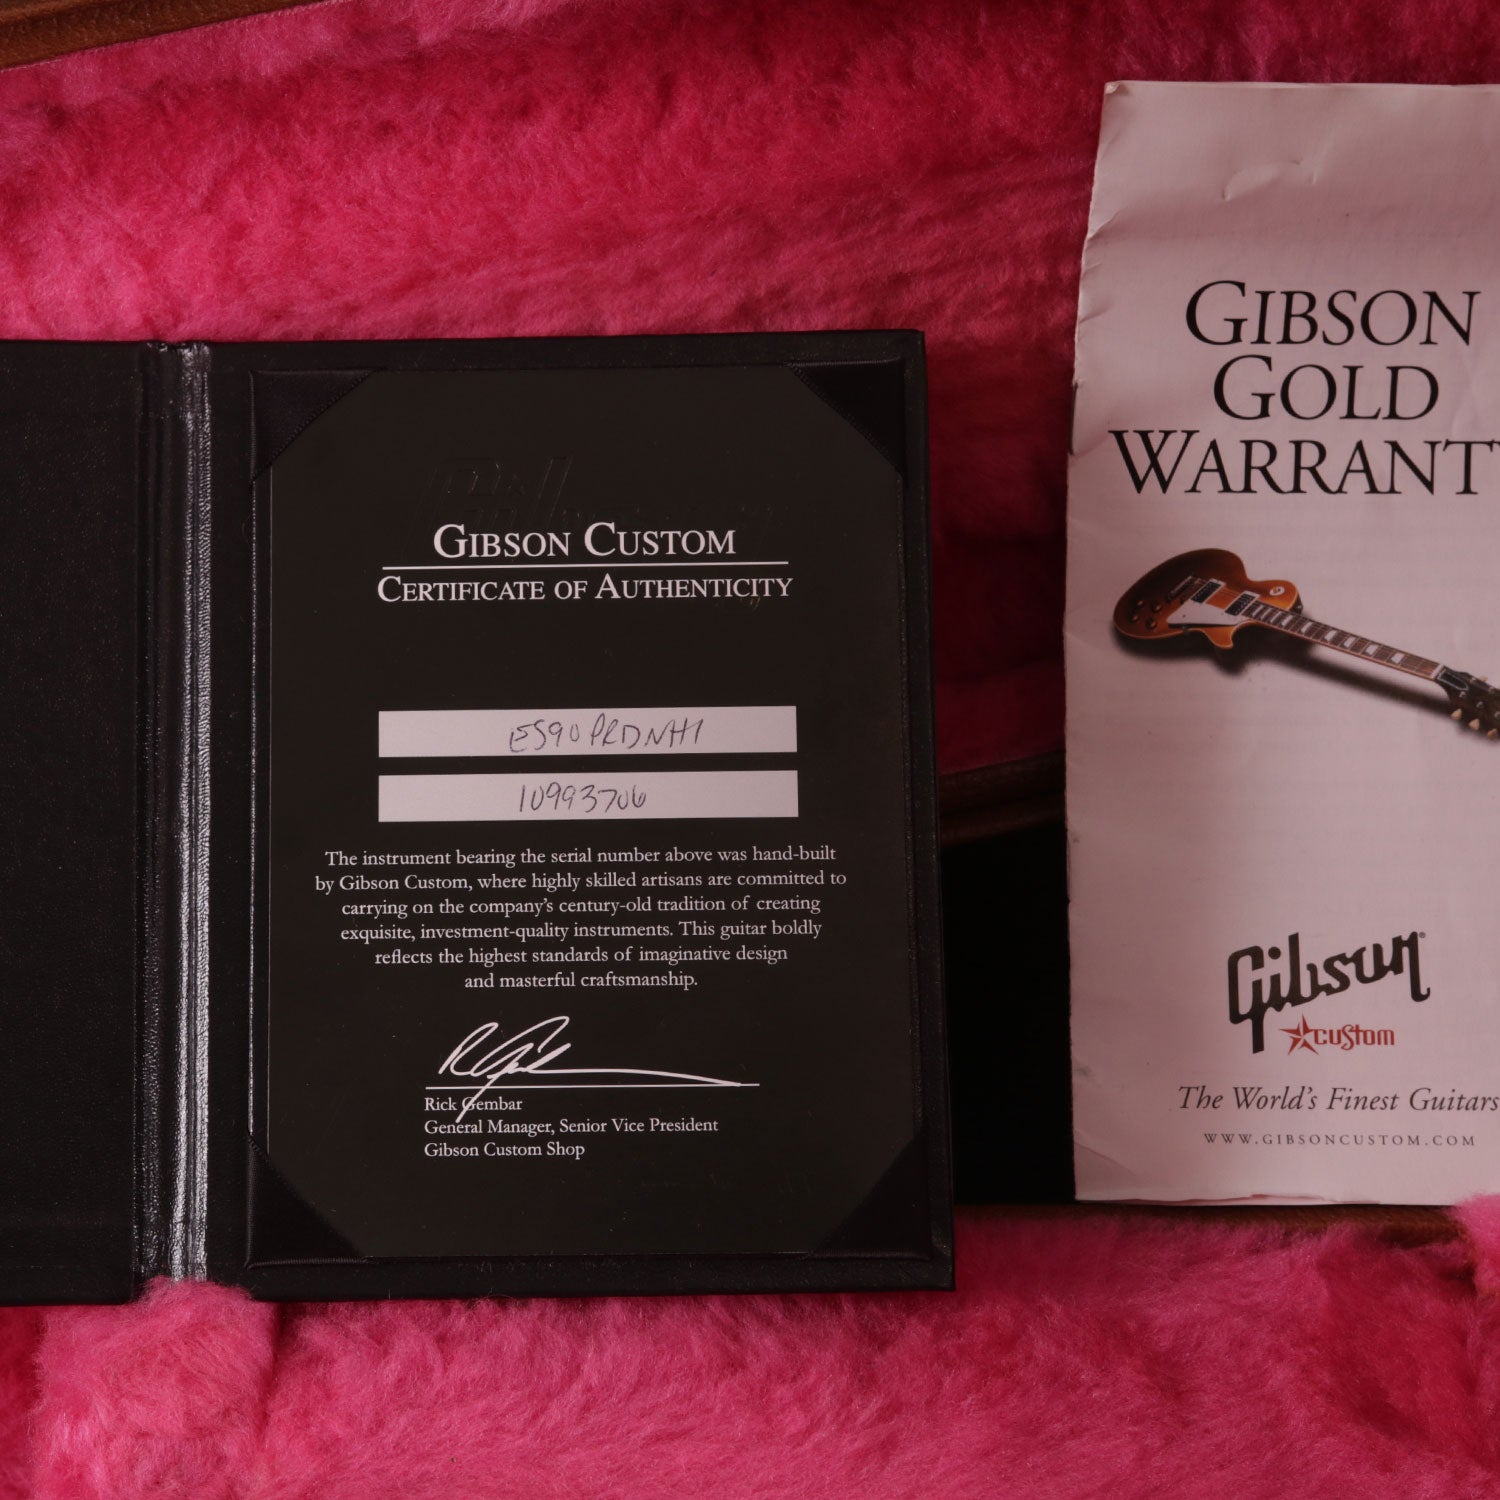 GIBSON CUSTOM
CERTIFICATE OF AUTHENTICITY
ES90PRDNH1
10993706
The instrument bearing the serial number above was hand-built
by Gibson Custom, where highly skilled artisans are committed to
carrying on the company's century-old tradition of creating
exquisite, investment-quality instruments. This guitar boldly
reflects the highest standards of imaginative design
and masterful craftsmanship.
Rick Gembar
General Manager, Senior Vice President
Gibson Custom Shop
GIBSON
GOLD
WARRANTY
Gibson
custom
The World's Finest Guitars
WWW.GIBSONCUSTOM.COM